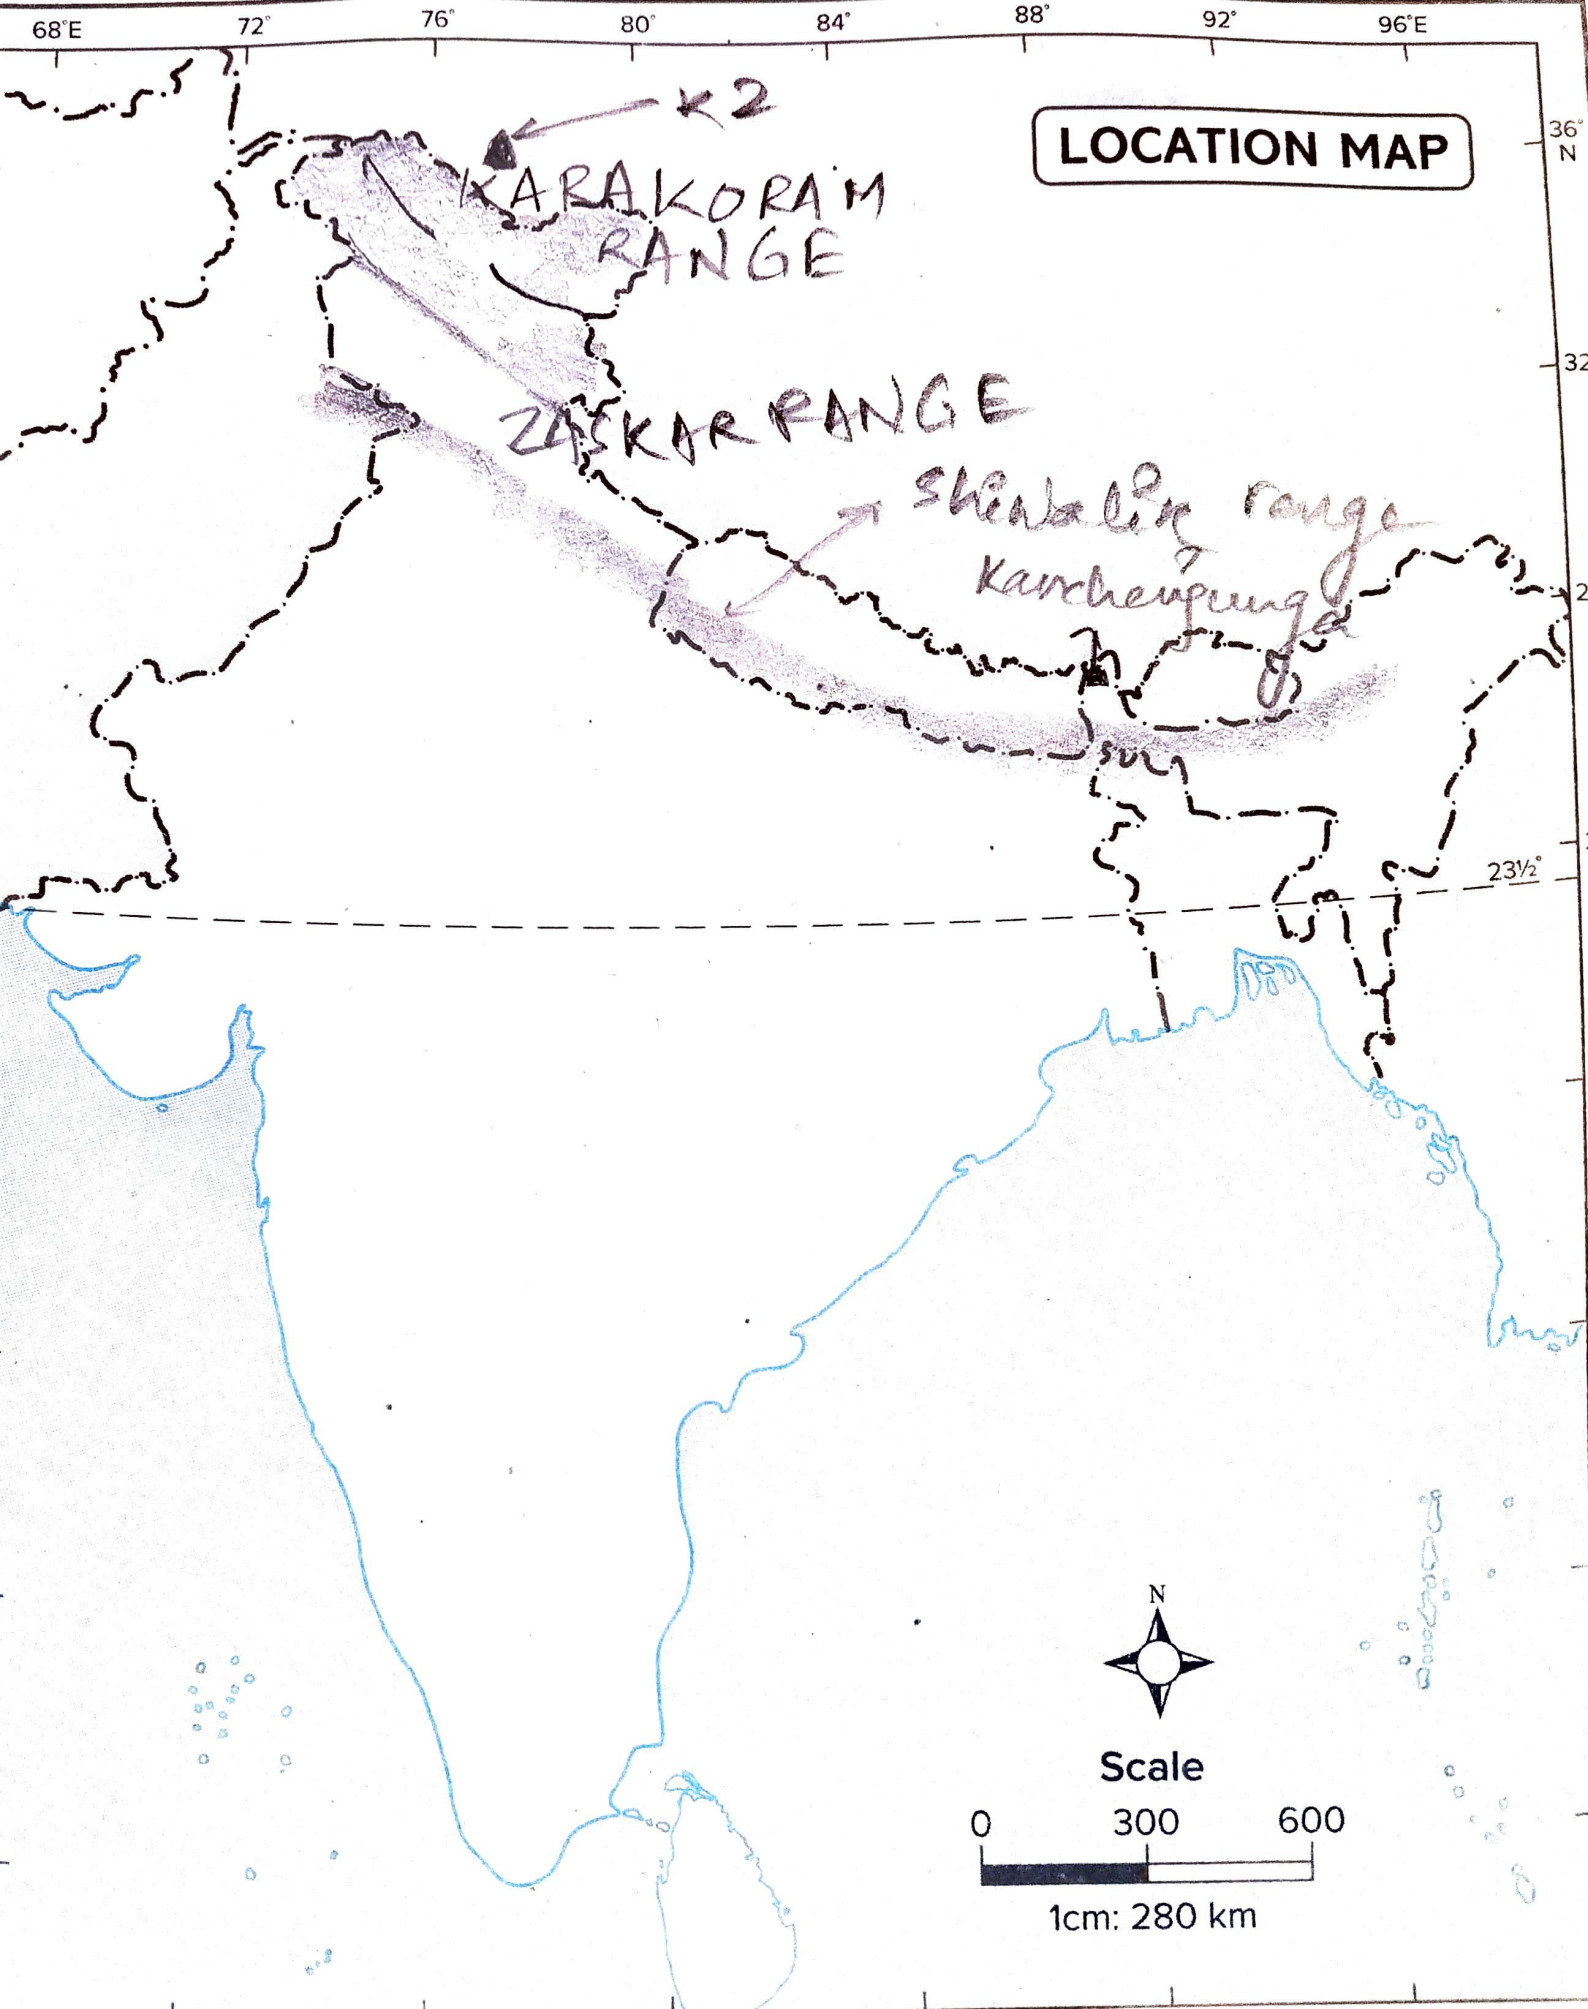 68°E 72° 76° 80° 84° 88° 92° 96°E
K2
LOCATION MAP
36°
N
KARAKORAM
RANGE
32
ZASKAR RANGE
Shiwalik range
Kanchenjunga
2
23½°
N
Scale
0 300 600
1cm: 280 km